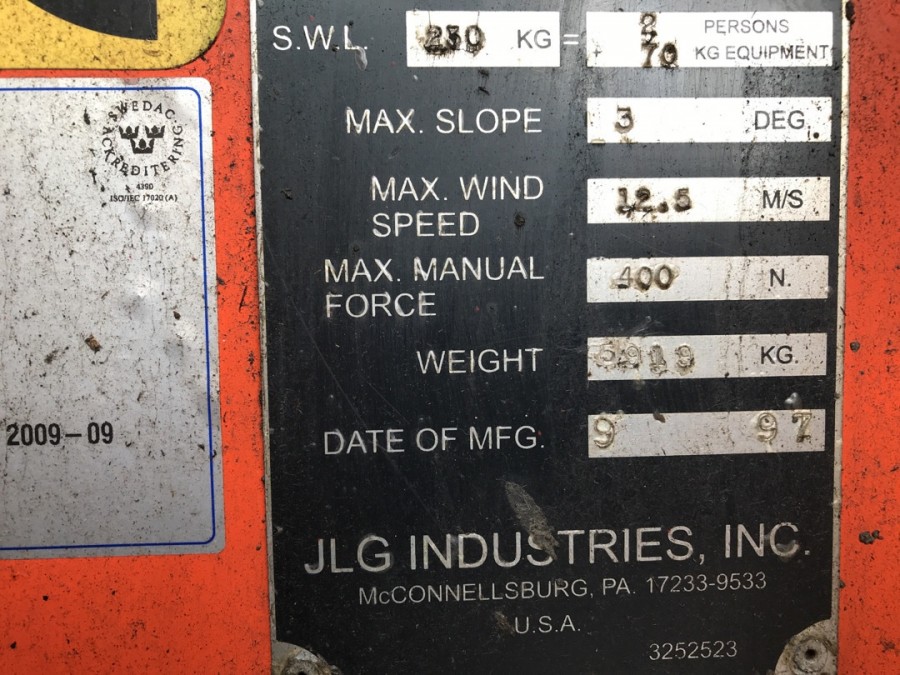 S.W.L. 230 KG = 2 PERSONS
70 KG EQUIPMENT
MAX. SLOPE 3 DEG.
MAX. WIND
SPEED 12.5 M/S
MAX. MANUAL
FORCE 400 N.
WEIGHT KG.
DATE OF MFG. 9 97
JLG INDUSTRIES, INC.
McCONNELLSBURG, PA. 17233-9533
U.S.A.
3252523
SWEDAC
ACKREDITERING
4390
ISO/IEC 17020 (A)
2009-09